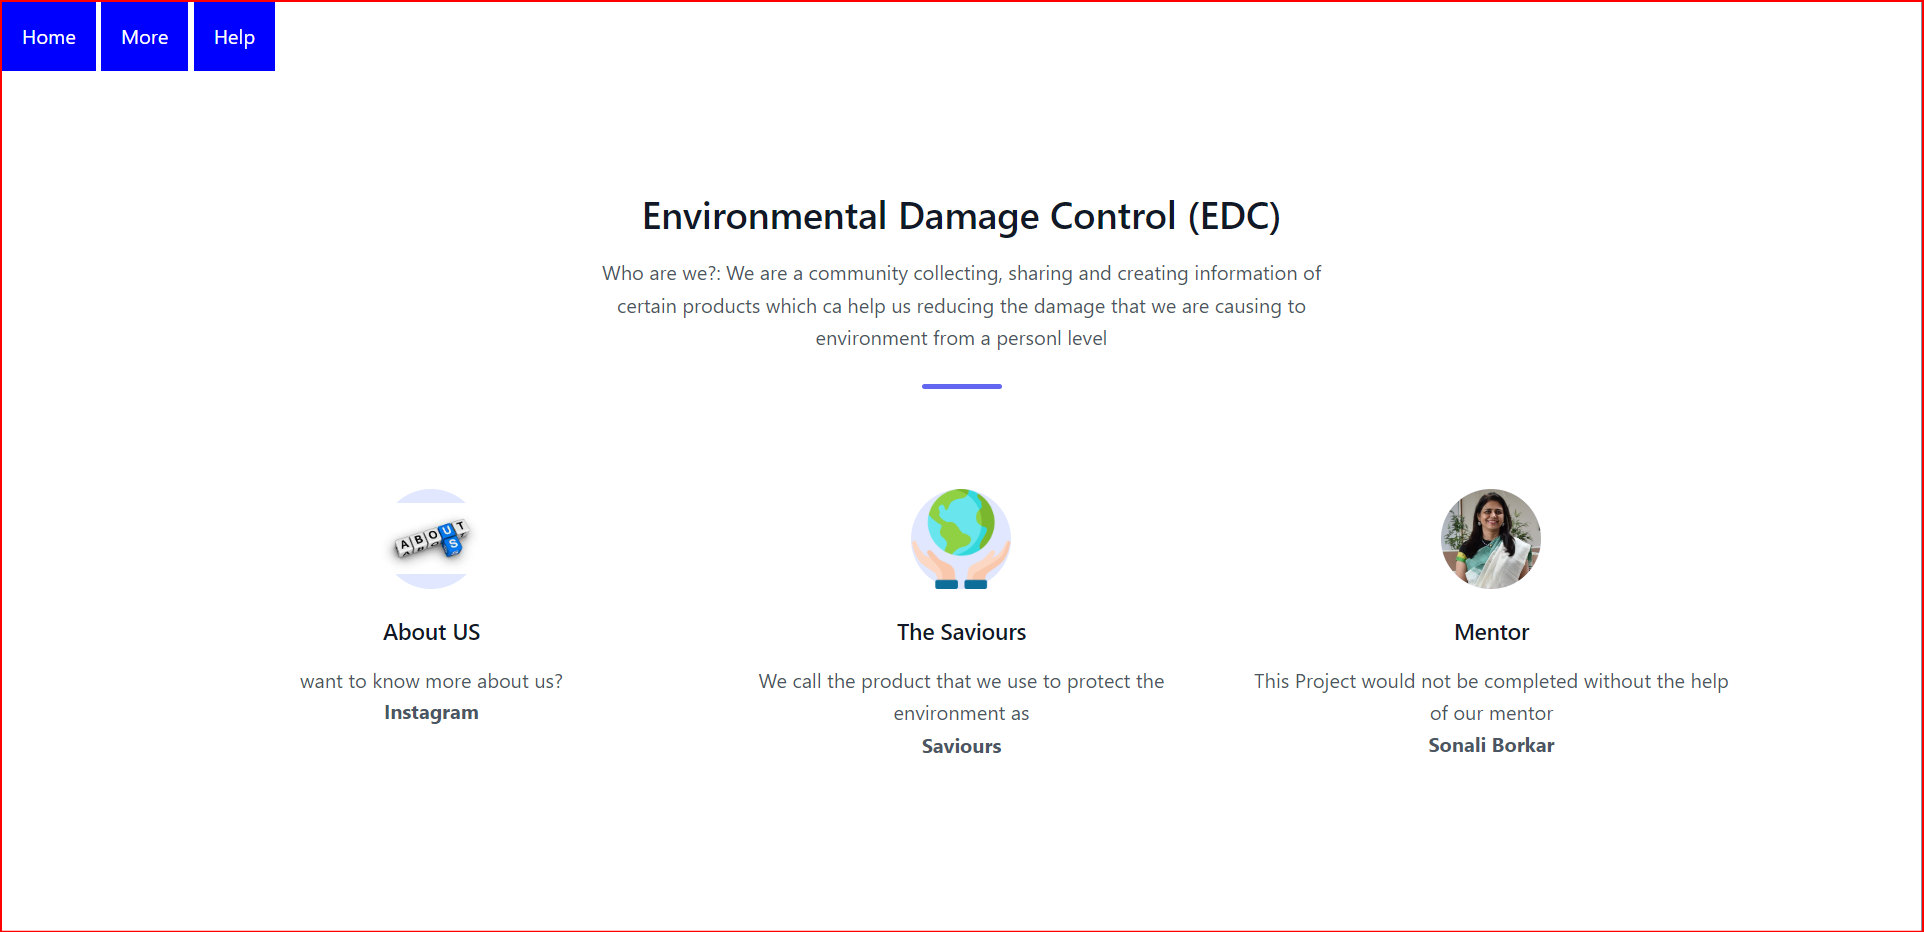 Home More Help
Environmental Damage Control (EDC)
Who are we?: We are a community collecting, sharing and creating information of
certain products which ca help us reducing the damage that we are causing to
environment from a personl level
ABOUT
US
About US
want to know more about us?
Instagram
The Saviours
We call the product that we use to protect the
environment as
Saviours
Mentor
This Project would not be completed without the help
of our mentor
Sonali Borkar